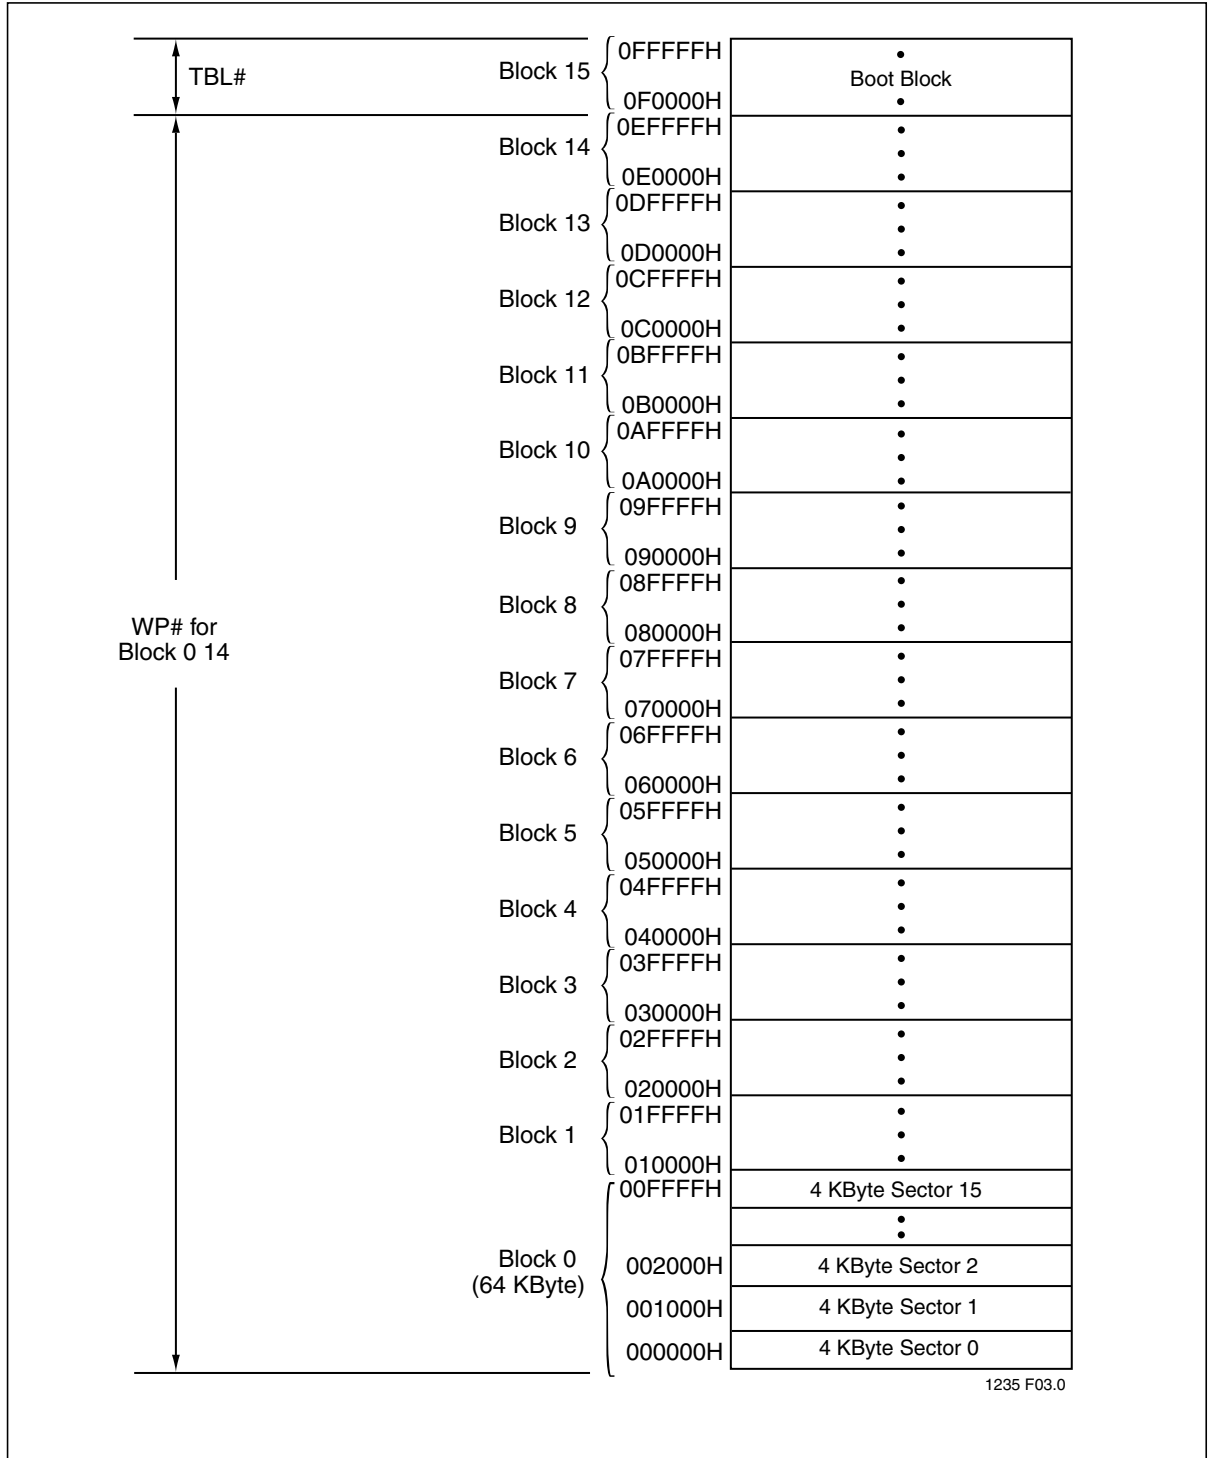 TBL#
Block 15
0FFFFFH
0F0000H
Boot Block
Block 14
0EFFFFH
0E0000H
Block 13
0DFFFFH
0D0000H
Block 12
0CFFFFH
0C0000H
Block 11
0BFFFFH
0B0000H
Block 10
0AFFFFH
0A0000H
Block 9
09FFFFH
090000H
Block 8
08FFFFH
080000H
WP# for
Block 0 14
Block 7
07FFFFH
070000H
Block 6
06FFFFH
060000H
Block 5
05FFFFH
050000H
Block 4
04FFFFH
040000H
Block 3
03FFFFH
030000H
Block 2
02FFFFH
020000H
Block 1
01FFFFH
010000H
Block 0
(64 KByte)
00FFFFH
4 KByte Sector 15
002000H
4 KByte Sector 2
001000H
4 KByte Sector 1
000000H
4 KByte Sector 0
1235 F03.0